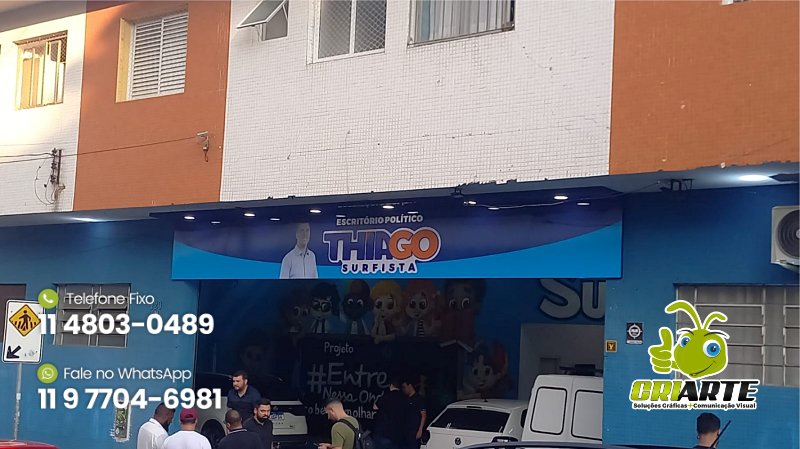 ESCRITÓRIO POLÍTICO
THIAGO
SURFISTA
Su
Telefone Fixo
11 4803-0489
Projeto
#Entre
Nessa Onda
Fale no WhatsApp
11 9 7704-6981
CRIARTE
Soluções Gráficas+Comunicação Visual